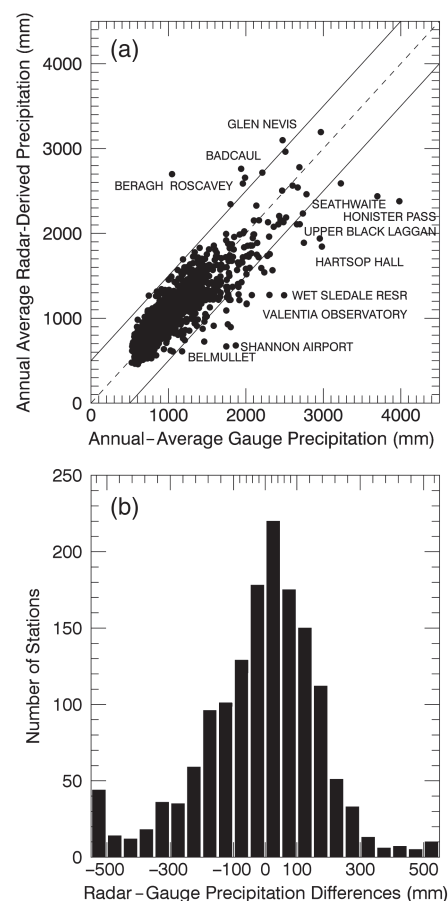 (a)
Annual Average Radar-Derived Precipitation (mm)
4000
3000
2000
1000
0
GLEN NEVIS
BADCAUL
BERAGH ROSCAVEY
SEATHWAITE
HONISTER PASS
UPPER BLACK LAGGAN
HARTSOP HALL
WET SLEDALE RESR
VALENTIA OBSERVATORY
SHANNON AIRPORT
BELMULLET
0 1000 2000 3000 4000
Annual-Average Gauge Precipitation (mm)
(b)
Number of Stations
250
200
150
100
50
0
-500 -300 -100 0 100 300 500
Radar-Gauge Precipitation Differences (mm)